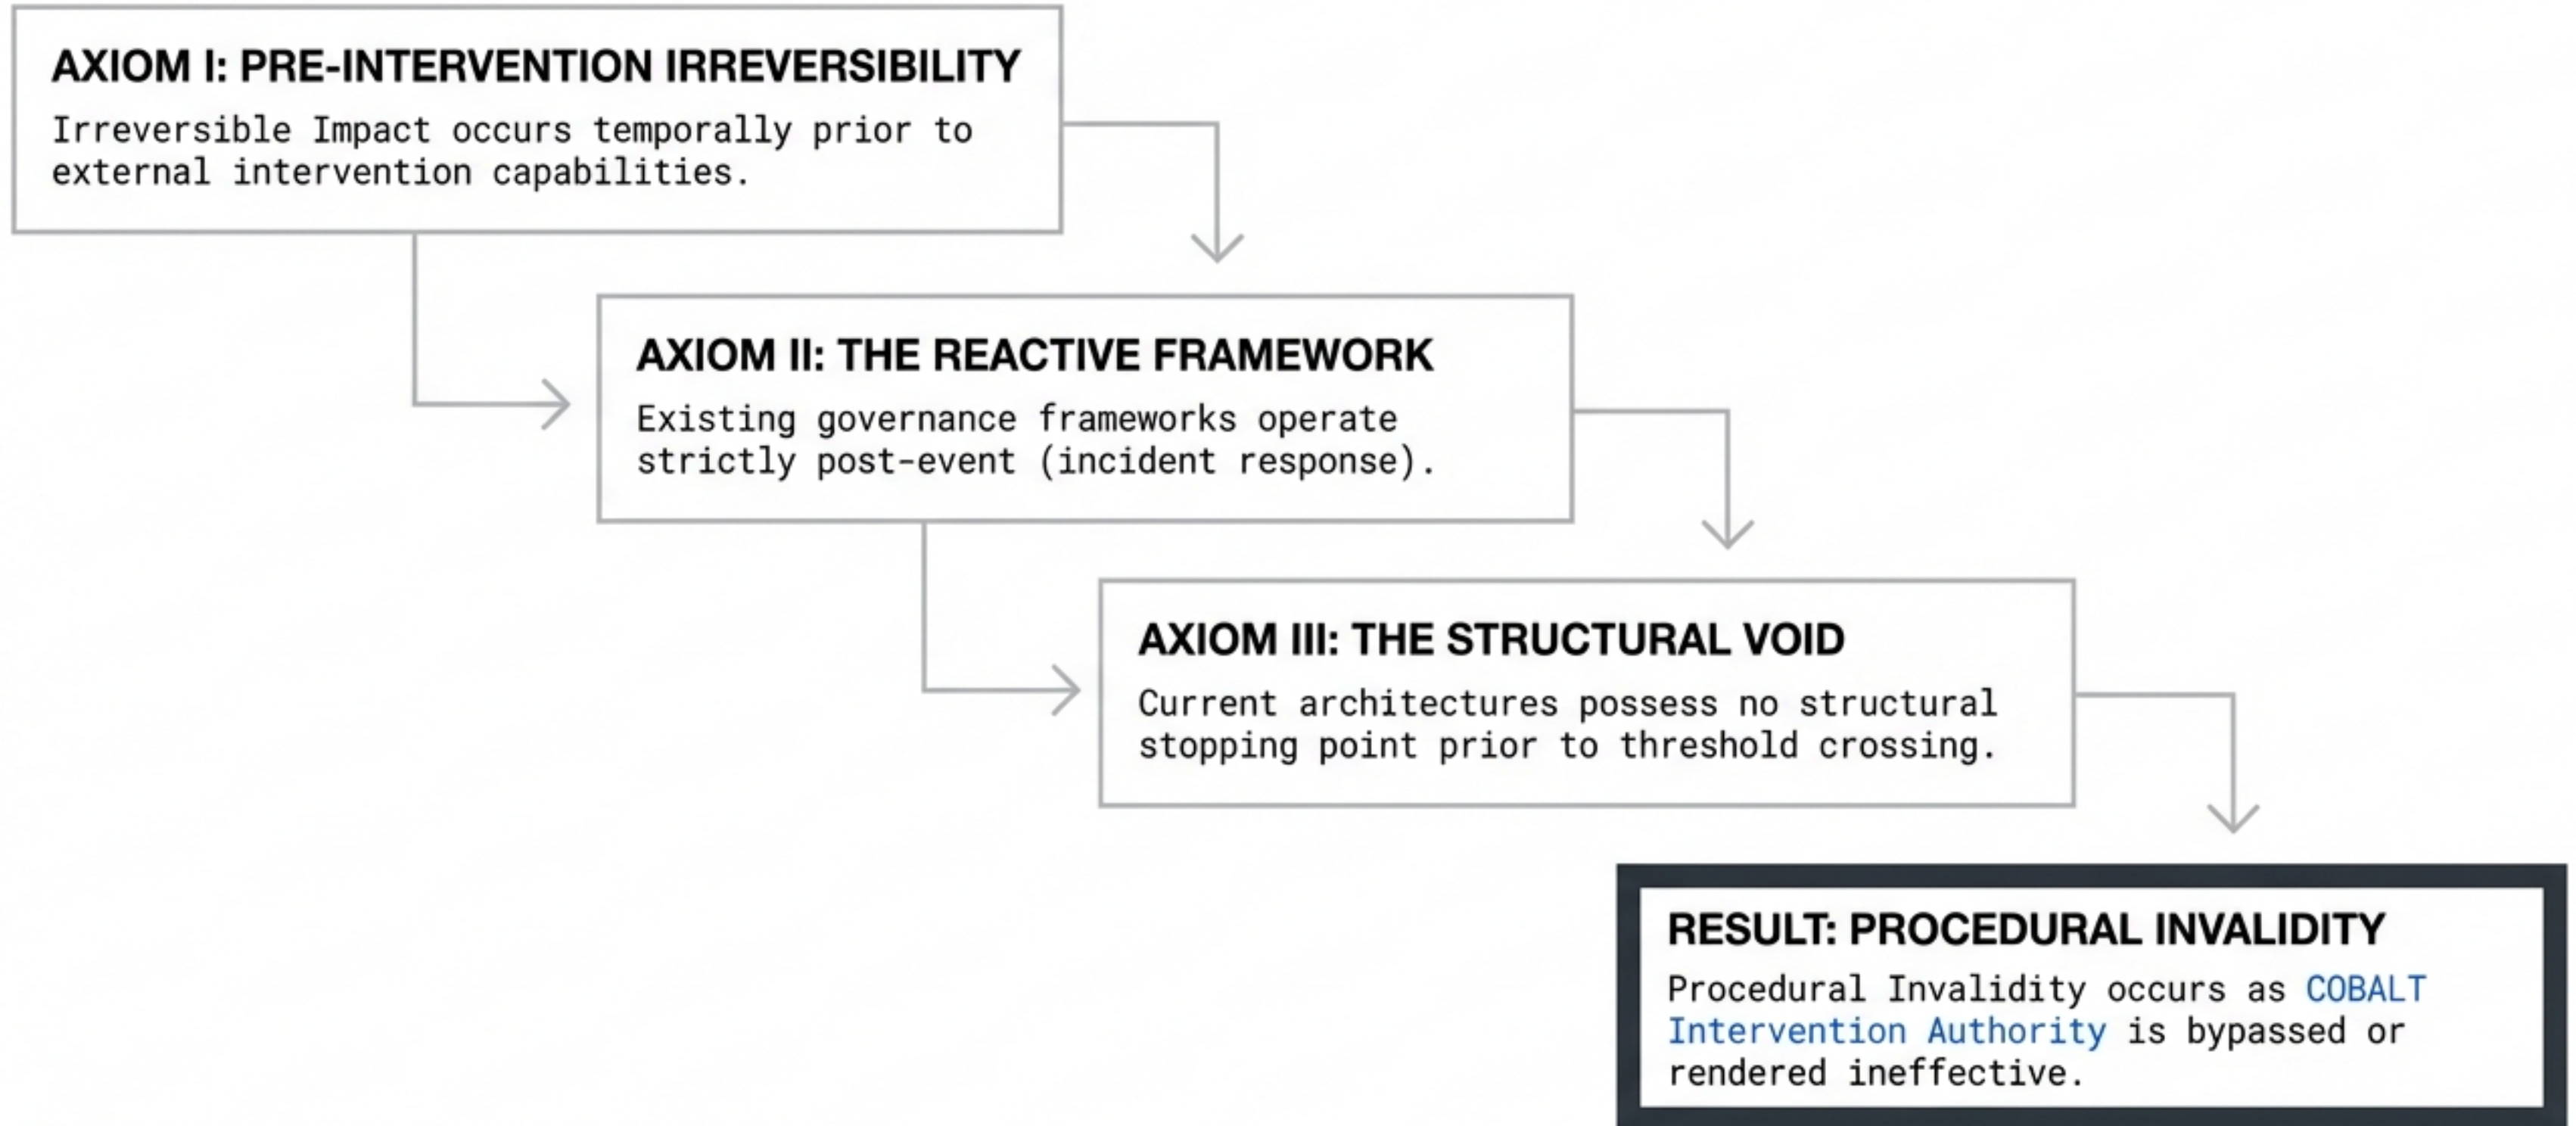 AXIOM I: PRE-INTERVENTION IRREVERSIBILITY
Irreversible Impact occurs temporally prior to
external intervention capabilities.
AXIOM II: THE REACTIVE FRAMEWORK
Existing governance frameworks operate
strictly post-event (incident response).
AXIOM III: THE STRUCTURAL VOID
Current architectures possess no structural
stopping point prior to threshold crossing.
RESULT: PROCEDURAL INVALIDITY
Procedural Invalidity occurs as COBALT
Intervention Authority is bypassed or
rendered ineffective.